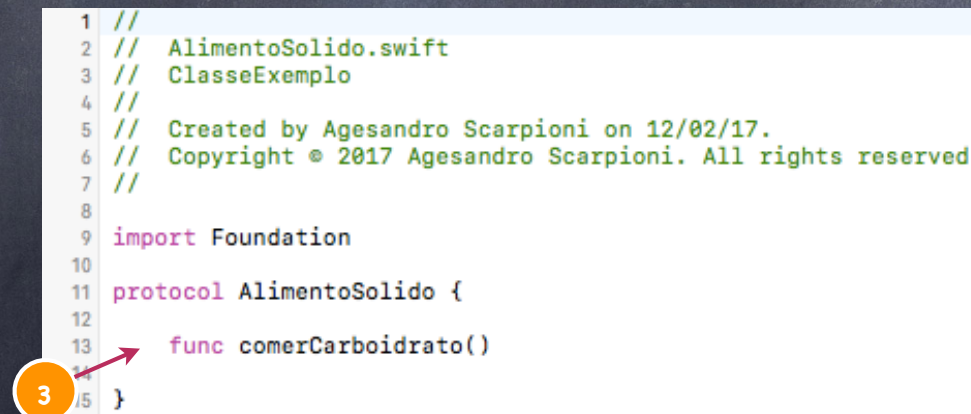 1 //
2 // AlimentoSolido.swift
3 // ClasseExemplo
4 //
5 // Created by Agesandro Scarpioni on 12/02/17.
6 // Copyright © 2017 Agesandro Scarpioni. All rights reserved
7 //
8
9 import Foundation
10
11 protocol AlimentoSolido {
12
13 func comerCarboidrato()
14
3
15 }